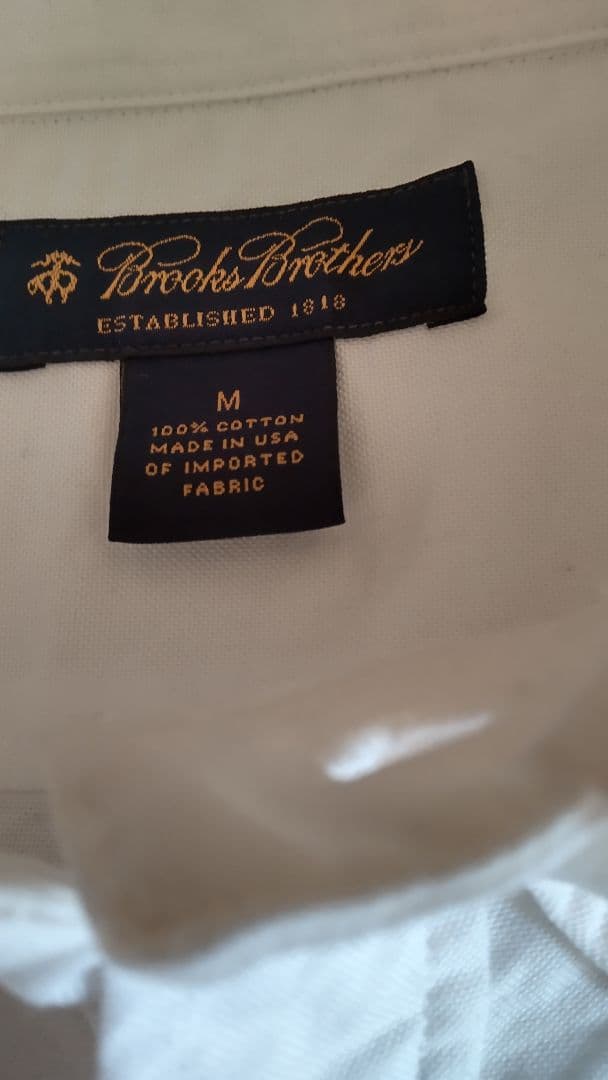 Brooks Brothers
ESTABLISHED 1818
M
100% COTTON
MADE IN USA
OF IMPORTED
FABRIC